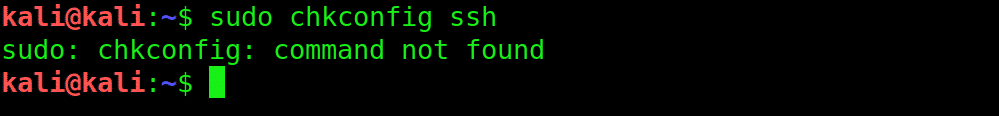 kali@kali:~$ sudo chkconfig ssh
sudo: chkconfig: command not found
kali@kali:~$